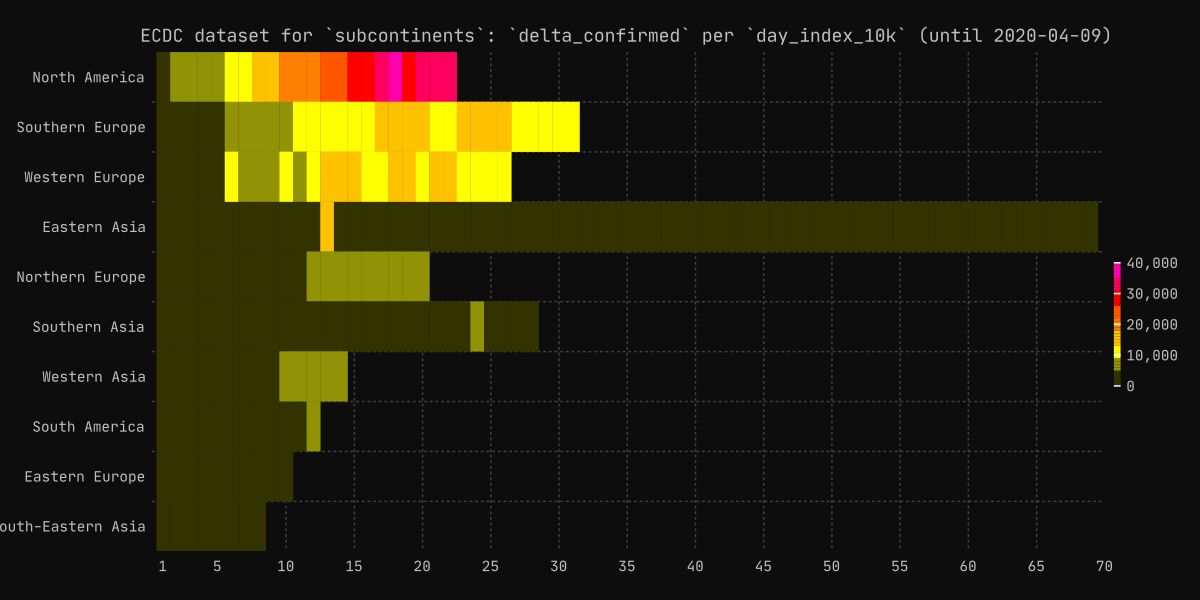 ECDC dataset for `subcontinents`: `delta_confirmed` per `day_index_10k` (until 2020-04-09)
North America
Southern Europe
Western Europe
Eastern Asia
Northern Europe
Southern Asia
Western Asia
South America
Eastern Europe
outh-Eastern Asia
40,000
30,000
20,000
10,000
0
1 5 10 15 20 25 30 35 40 45 50 55 60 65 70